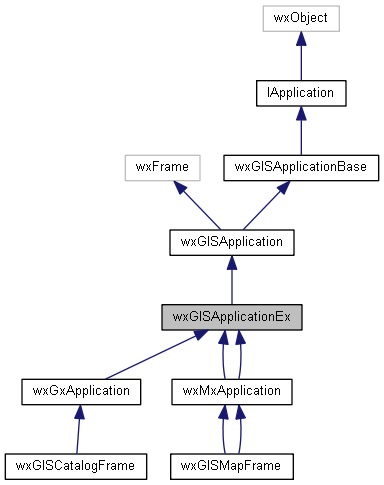 wxObject
IApplication
wxFrame
wxGISApplicationBase
wxGISApplication
wxGISApplicationEx
wxGxApplication
wxMxApplication
wxGISCatalogFrame
wxGISMapFrame